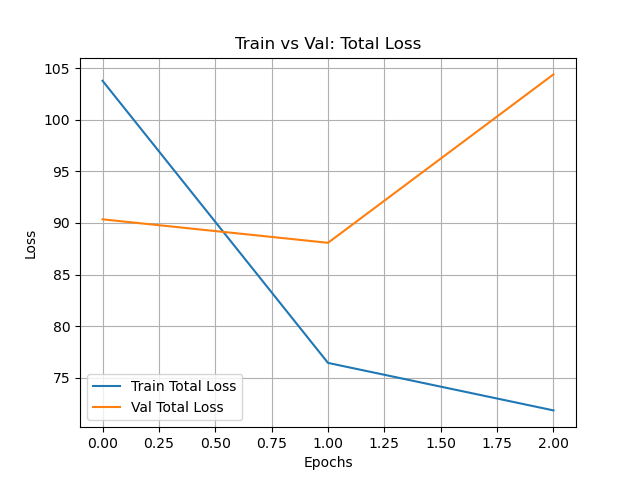 Train vs Val: Total Loss
105
100
95
90
85
80
75
Loss
Train Total Loss
Val Total Loss
0.00 0.25 0.50 0.75 1.00 1.25 1.50 1.75 2.00
Epochs